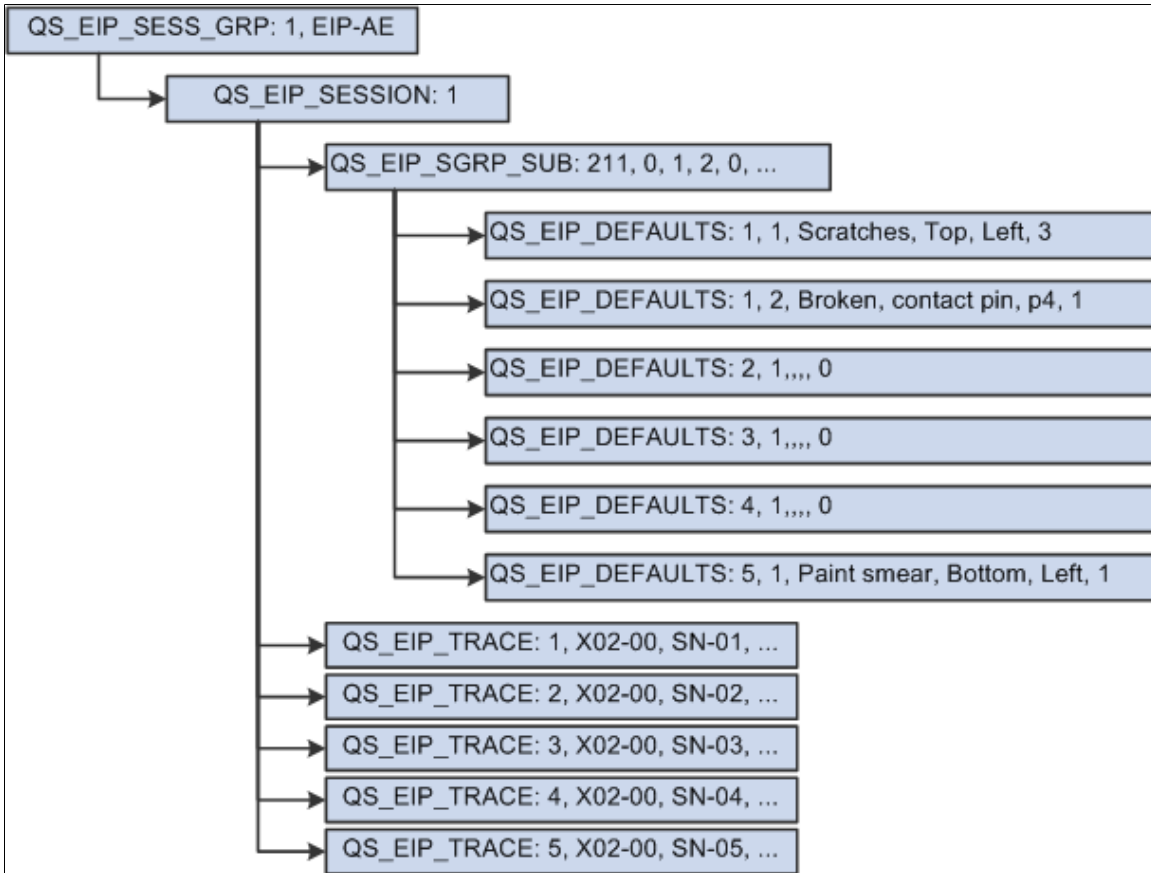 QS_EIP_SESS_GRP: 1, EIP-AE
QS_EIP_SESSION: 1
QS_EIP_SGRP_SUB: 211, 0, 1, 2, 0, ...
QS_EIP_DEFAULTS: 1, 1, Scratches, Top, Left, 3
QS_EIP_DEFAULTS: 1, 2, Broken, contact pin, p4, 1
QS_EIP_DEFAULTS: 2, 1,,,, 0
QS_EIP_DEFAULTS: 3, 1,,,, 0
QS_EIP_DEFAULTS: 4, 1,,,, 0
QS_EIP_DEFAULTS: 5, 1, Paint smear, Bottom, Left, 1
QS_EIP_TRACE: 1, X02-00, SN-01, ...
QS_EIP_TRACE: 2, X02-00, SN-02, ...
QS_EIP_TRACE: 3, X02-00, SN-03, ...
QS_EIP_TRACE: 4, X02-00, SN-04, ...
QS_EIP_TRACE: 5, X02-00, SN-05, ...